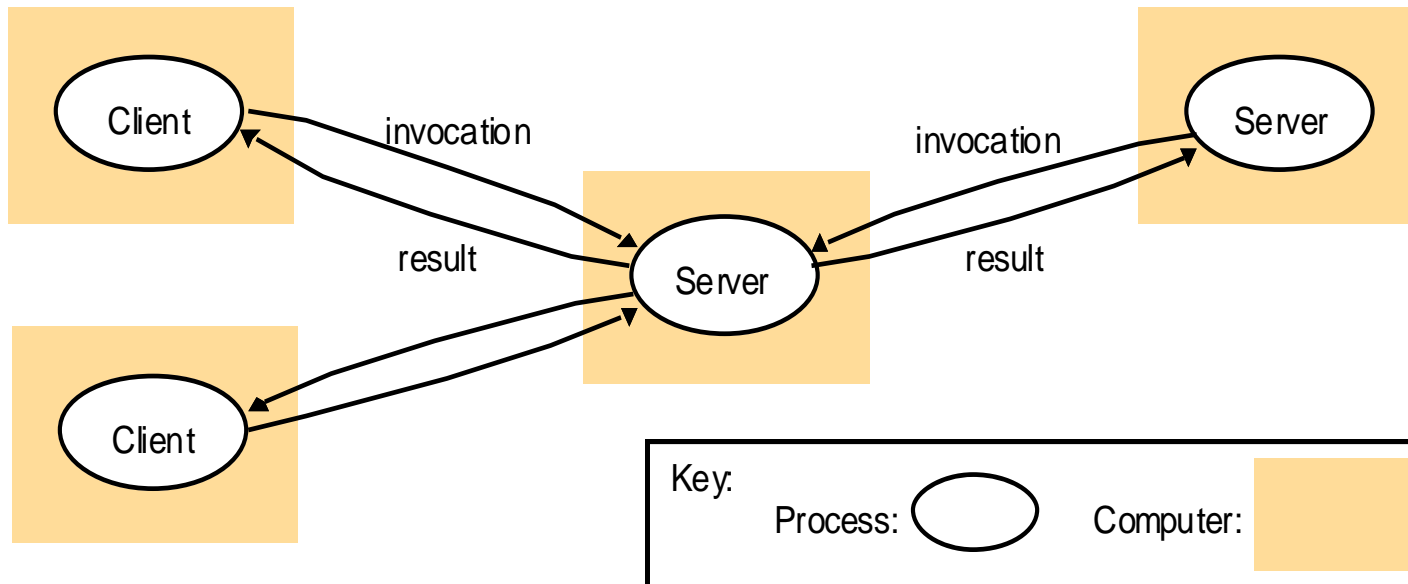 Client
invocation
result
Server
invocation
result
Server
Client
Key:
Process:
Computer: